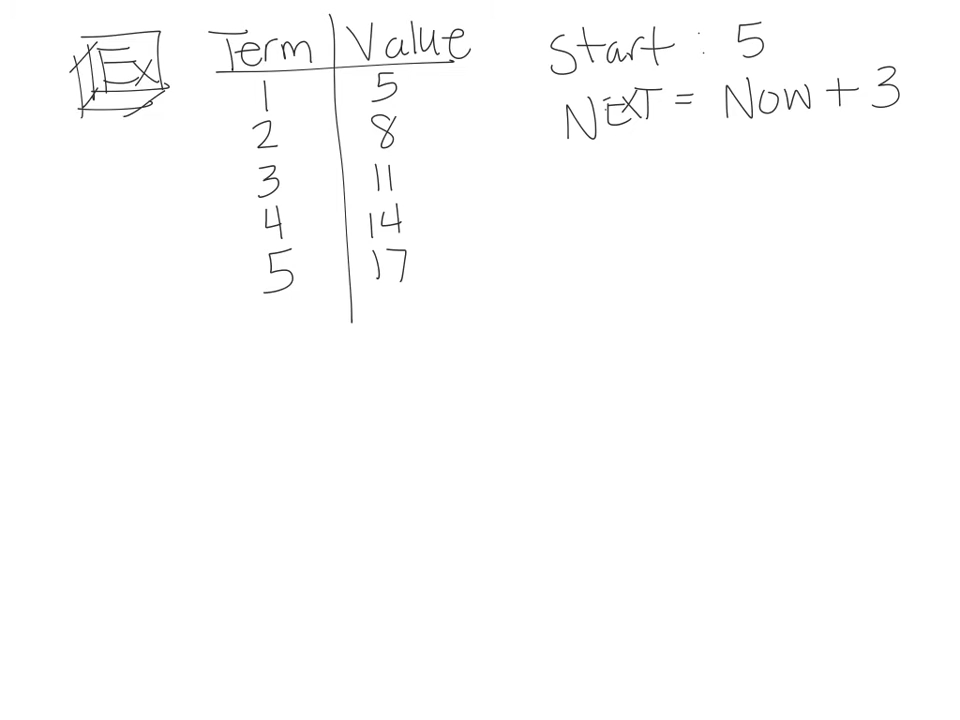 Ex
Term Value
1 5
2 8
3 11
4 14
5 17
Start : 5
NEXT = Now + 3